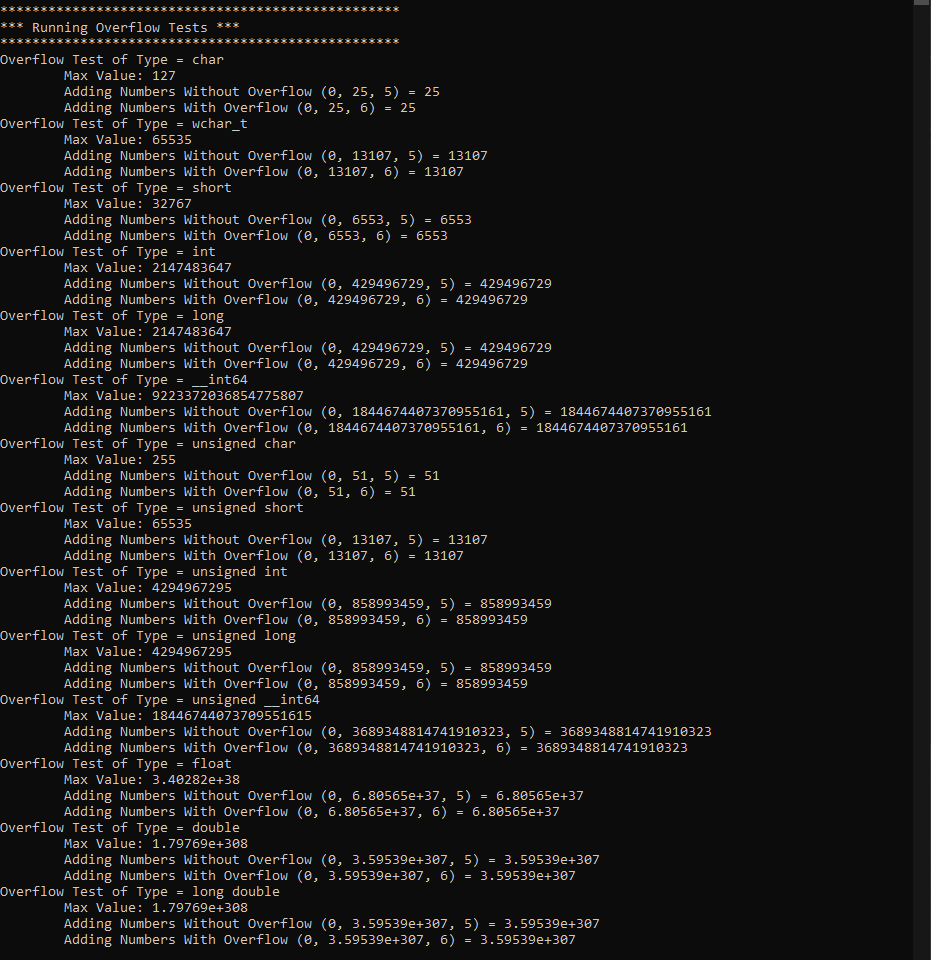 **************************************************
*** Running Overflow Tests ***
**************************************************
Overflow Test of Type = char
        Max Value: 127
        Adding Numbers Without Overflow (0, 25, 5) = 25
        Adding Numbers With Overflow (0, 25, 6) = 25
Overflow Test of Type = wchar_t
        Max Value: 65535
        Adding Numbers Without Overflow (0, 13107, 5) = 13107
        Adding Numbers With Overflow (0, 13107, 6) = 13107
Overflow Test of Type = short
        Max Value: 32767
        Adding Numbers Without Overflow (0, 6553, 5) = 6553
        Adding Numbers With Overflow (0, 6553, 6) = 6553
Overflow Test of Type = int
        Max Value: 2147483647
        Adding Numbers Without Overflow (0, 429496729, 5) = 429496729
        Adding Numbers With Overflow (0, 429496729, 6) = 429496729
Overflow Test of Type = long
        Max Value: 2147483647
        Adding Numbers Without Overflow (0, 429496729, 5) = 429496729
        Adding Numbers With Overflow (0, 429496729, 6) = 429496729
Overflow Test of Type = __int64
        Max Value: 9223372036854775807
        Adding Numbers Without Overflow (0, 1844674407370955161, 5) = 1844674407370955161
        Adding Numbers With Overflow (0, 1844674407370955161, 6) = 1844674407370955161
Overflow Test of Type = unsigned char
        Max Value: 255
        Adding Numbers Without Overflow (0, 51, 5) = 51
        Adding Numbers With Overflow (0, 51, 6) = 51
Overflow Test of Type = unsigned short
        Max Value: 65535
        Adding Numbers Without Overflow (0, 13107, 5) = 13107
        Adding Numbers With Overflow (0, 13107, 6) = 13107
Overflow Test of Type = unsigned int
        Max Value: 4294967295
        Adding Numbers Without Overflow (0, 858993459, 5) = 858993459
        Adding Numbers With Overflow (0, 858993459, 6) = 858993459
Overflow Test of Type = unsigned long
        Max Value: 4294967295
        Adding Numbers Without Overflow (0, 858993459, 5) = 858993459
        Adding Numbers With Overflow (0, 858993459, 6) = 858993459
Overflow Test of Type = unsigned __int64
        Max Value: 18446744073709551615
        Adding Numbers Without Overflow (0, 3689348814741910323, 5) = 3689348814741910323
        Adding Numbers With Overflow (0, 3689348814741910323, 6) = 3689348814741910323
Overflow Test of Type = float
        Max Value: 3.40282e+38
        Adding Numbers Without Overflow (0, 6.80565e+37, 5) = 6.80565e+37
        Adding Numbers With Overflow (0, 6.80565e+37, 6) = 6.80565e+37
Overflow Test of Type = double
        Max Value: 1.79769e+308
        Adding Numbers Without Overflow (0, 3.59539e+307, 5) = 3.59539e+307
        Adding Numbers With Overflow (0, 3.59539e+307, 6) = 3.59539e+307
Overflow Test of Type = long double
        Max Value: 1.79769e+308
        Adding Numbers Without Overflow (0, 3.59539e+307, 5) = 3.59539e+307
        Adding Numbers With Overflow (0, 3.59539e+307, 6) = 3.59539e+307